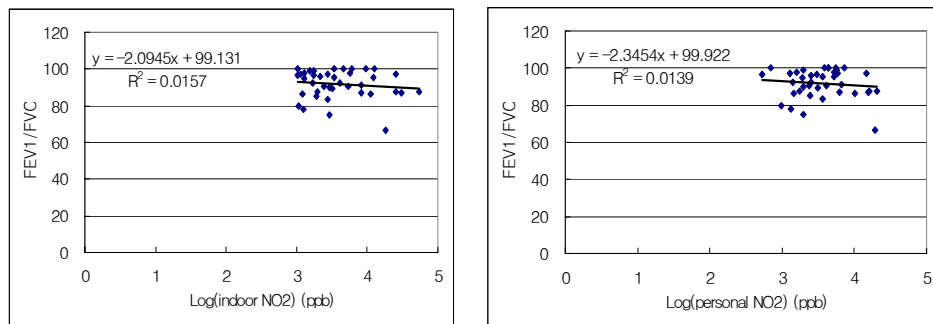 120
y = -2.0945x + 99.131
R² = 0.0157
100
80
60
40
20
0
FEV1/FVC
0 1 2 3 4 5
Log(indoor NO2) (ppb)
120
y = -2.3454x + 99.922
R² = 0.0139
100
80
60
40
20
0
FEV1/FVC
0 1 2 3 4 5
Log(personal NO2) (ppb)